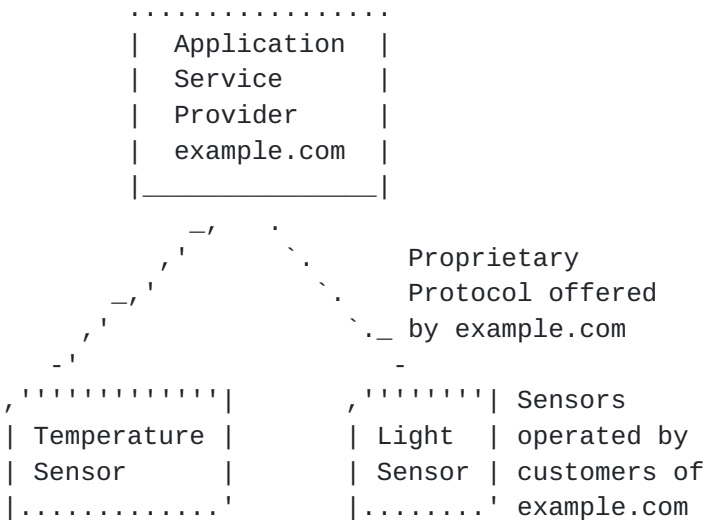 Application
Service
Provider
example.com
Proprietary
Protocol offered
by example.com
Sensors
Temperature Light operated by
Sensor Sensor customers of
example.com